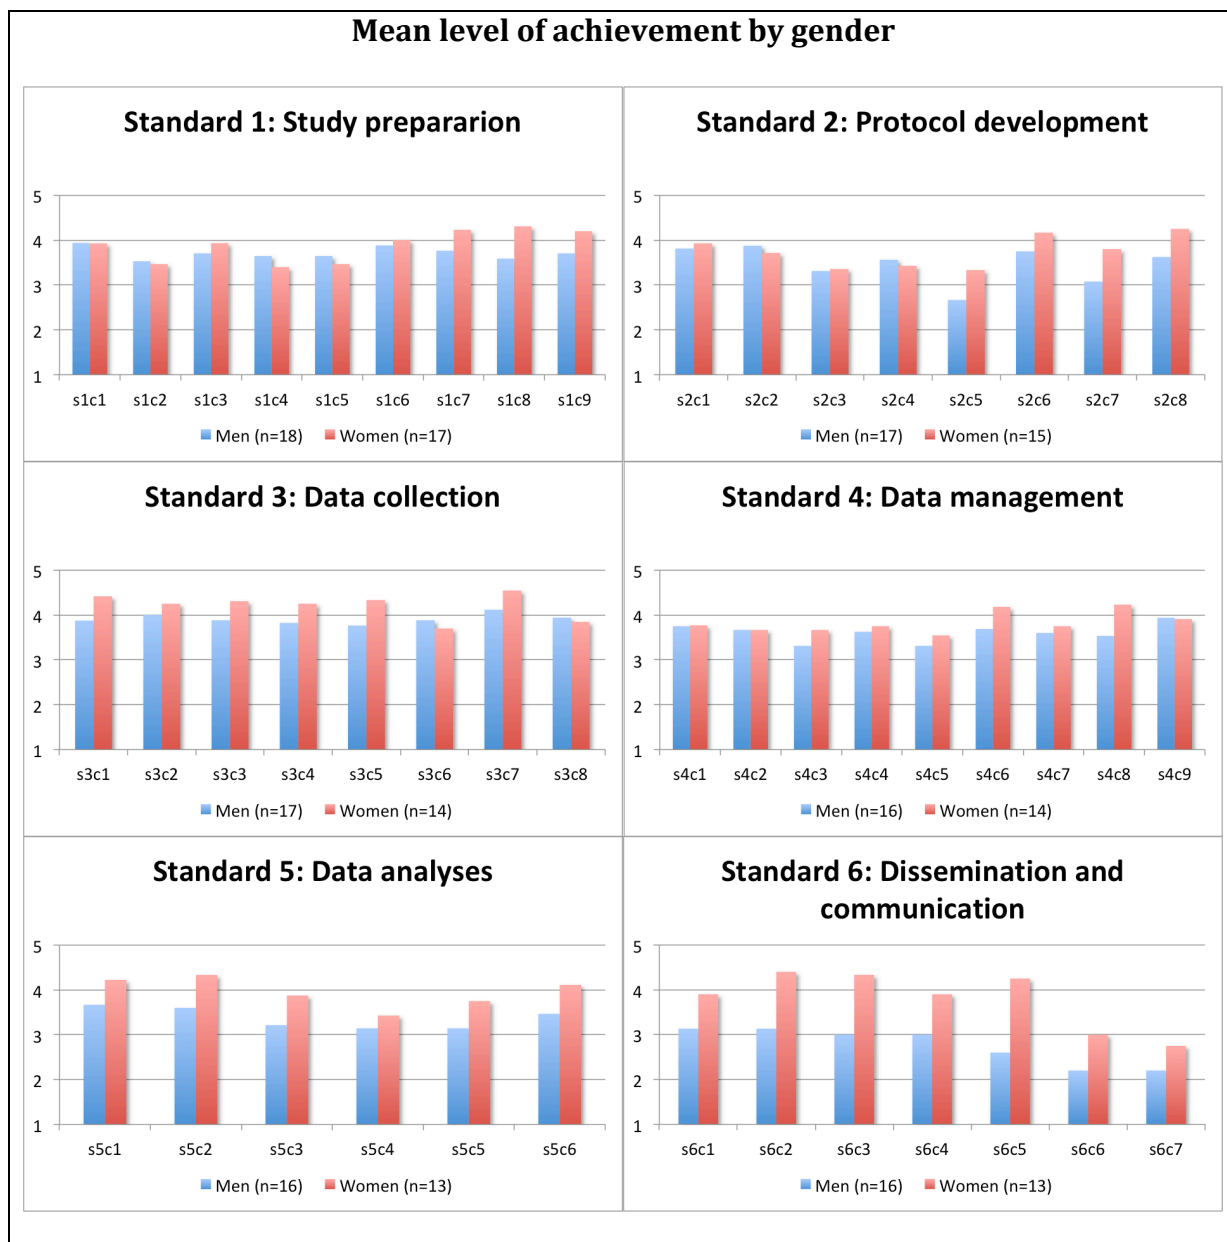 Mean level of achievement by gender
Standard 1: Study prepararion
5
4
3
2
1
s1c1 s1c2 s1c3 s1c4 s1c5 s1c6 s1c7 s1c8 s1c9
Men (n=18) Women (n=17)
Standard 2: Protocol development
5
4
3
2
1
s2c1 s2c2 s2c3 s2c4 s2c5 s2c6 s2c7 s2c8
Men (n=17) Women (n=15)
Standard 3: Data collection
5
4
3
2
1
s3c1 s3c2 s3c3 s3c4 s3c5 s3c6 s3c7 s3c8
Men (n=17) Women (n=14)
Standard 4: Data management
5
4
3
2
1
s4c1 s4c2 s4c3 s4c4 s4c5 s4c6 s4c7 s4c8 s4c9
Men (n=16) Women (n=14)
Standard 5: Data analyses
5
4
3
2
1
s5c1 s5c2 s5c3 s5c4 s5c5 s5c6
Men (n=16) Women (n=13)
Standard 6: Dissemination and
communication
5
4
3
2
1
s6c1 s6c2 s6c3 s6c4 s6c5 s6c6 s6c7
Men (n=16) Women (n=13)